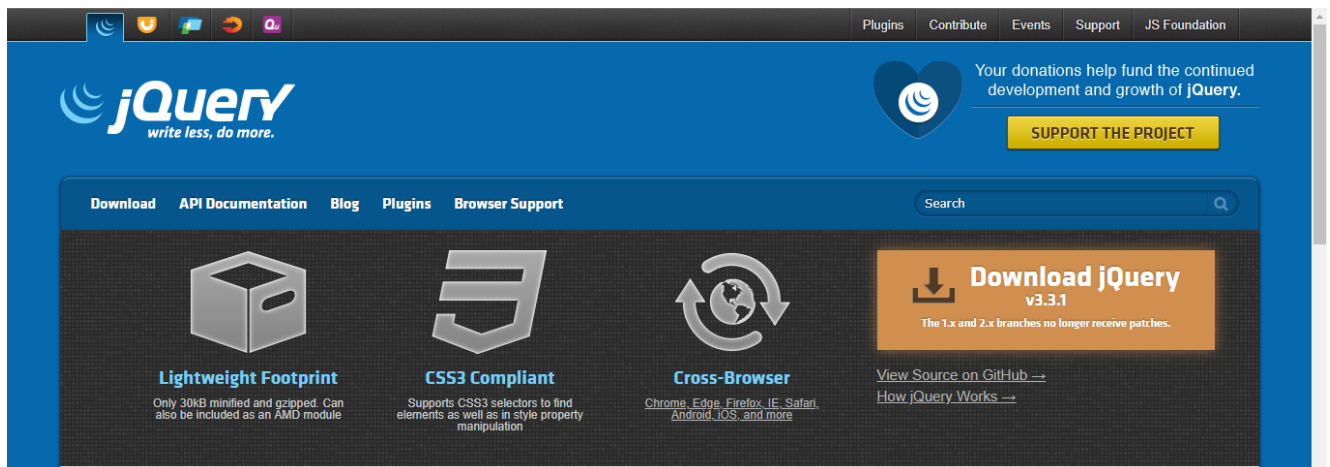 Plugins Contribute Events Support JS Foundation
jQuery
write less, do more.
Your donations help fund the continued
development and growth of jQuery.
SUPPORT THE PROJECT
Download API Documentation Blog Plugins Browser Support
Search
Lightweight Footprint
Only 30kB minified and gzipped. Can
also be included as an AMD module
CSS3 Compliant
Supports CSS3 selectors to find
elements as well as in style property
manipulation
Cross-Browser
Chrome, Edge, Firefox, IE, Safari,
Android, iOS, and more
Download jQuery
v3.3.1
The 1.x and 2.x branches no longer receive patches.
View Source on GitHub →
How jQuery Works →